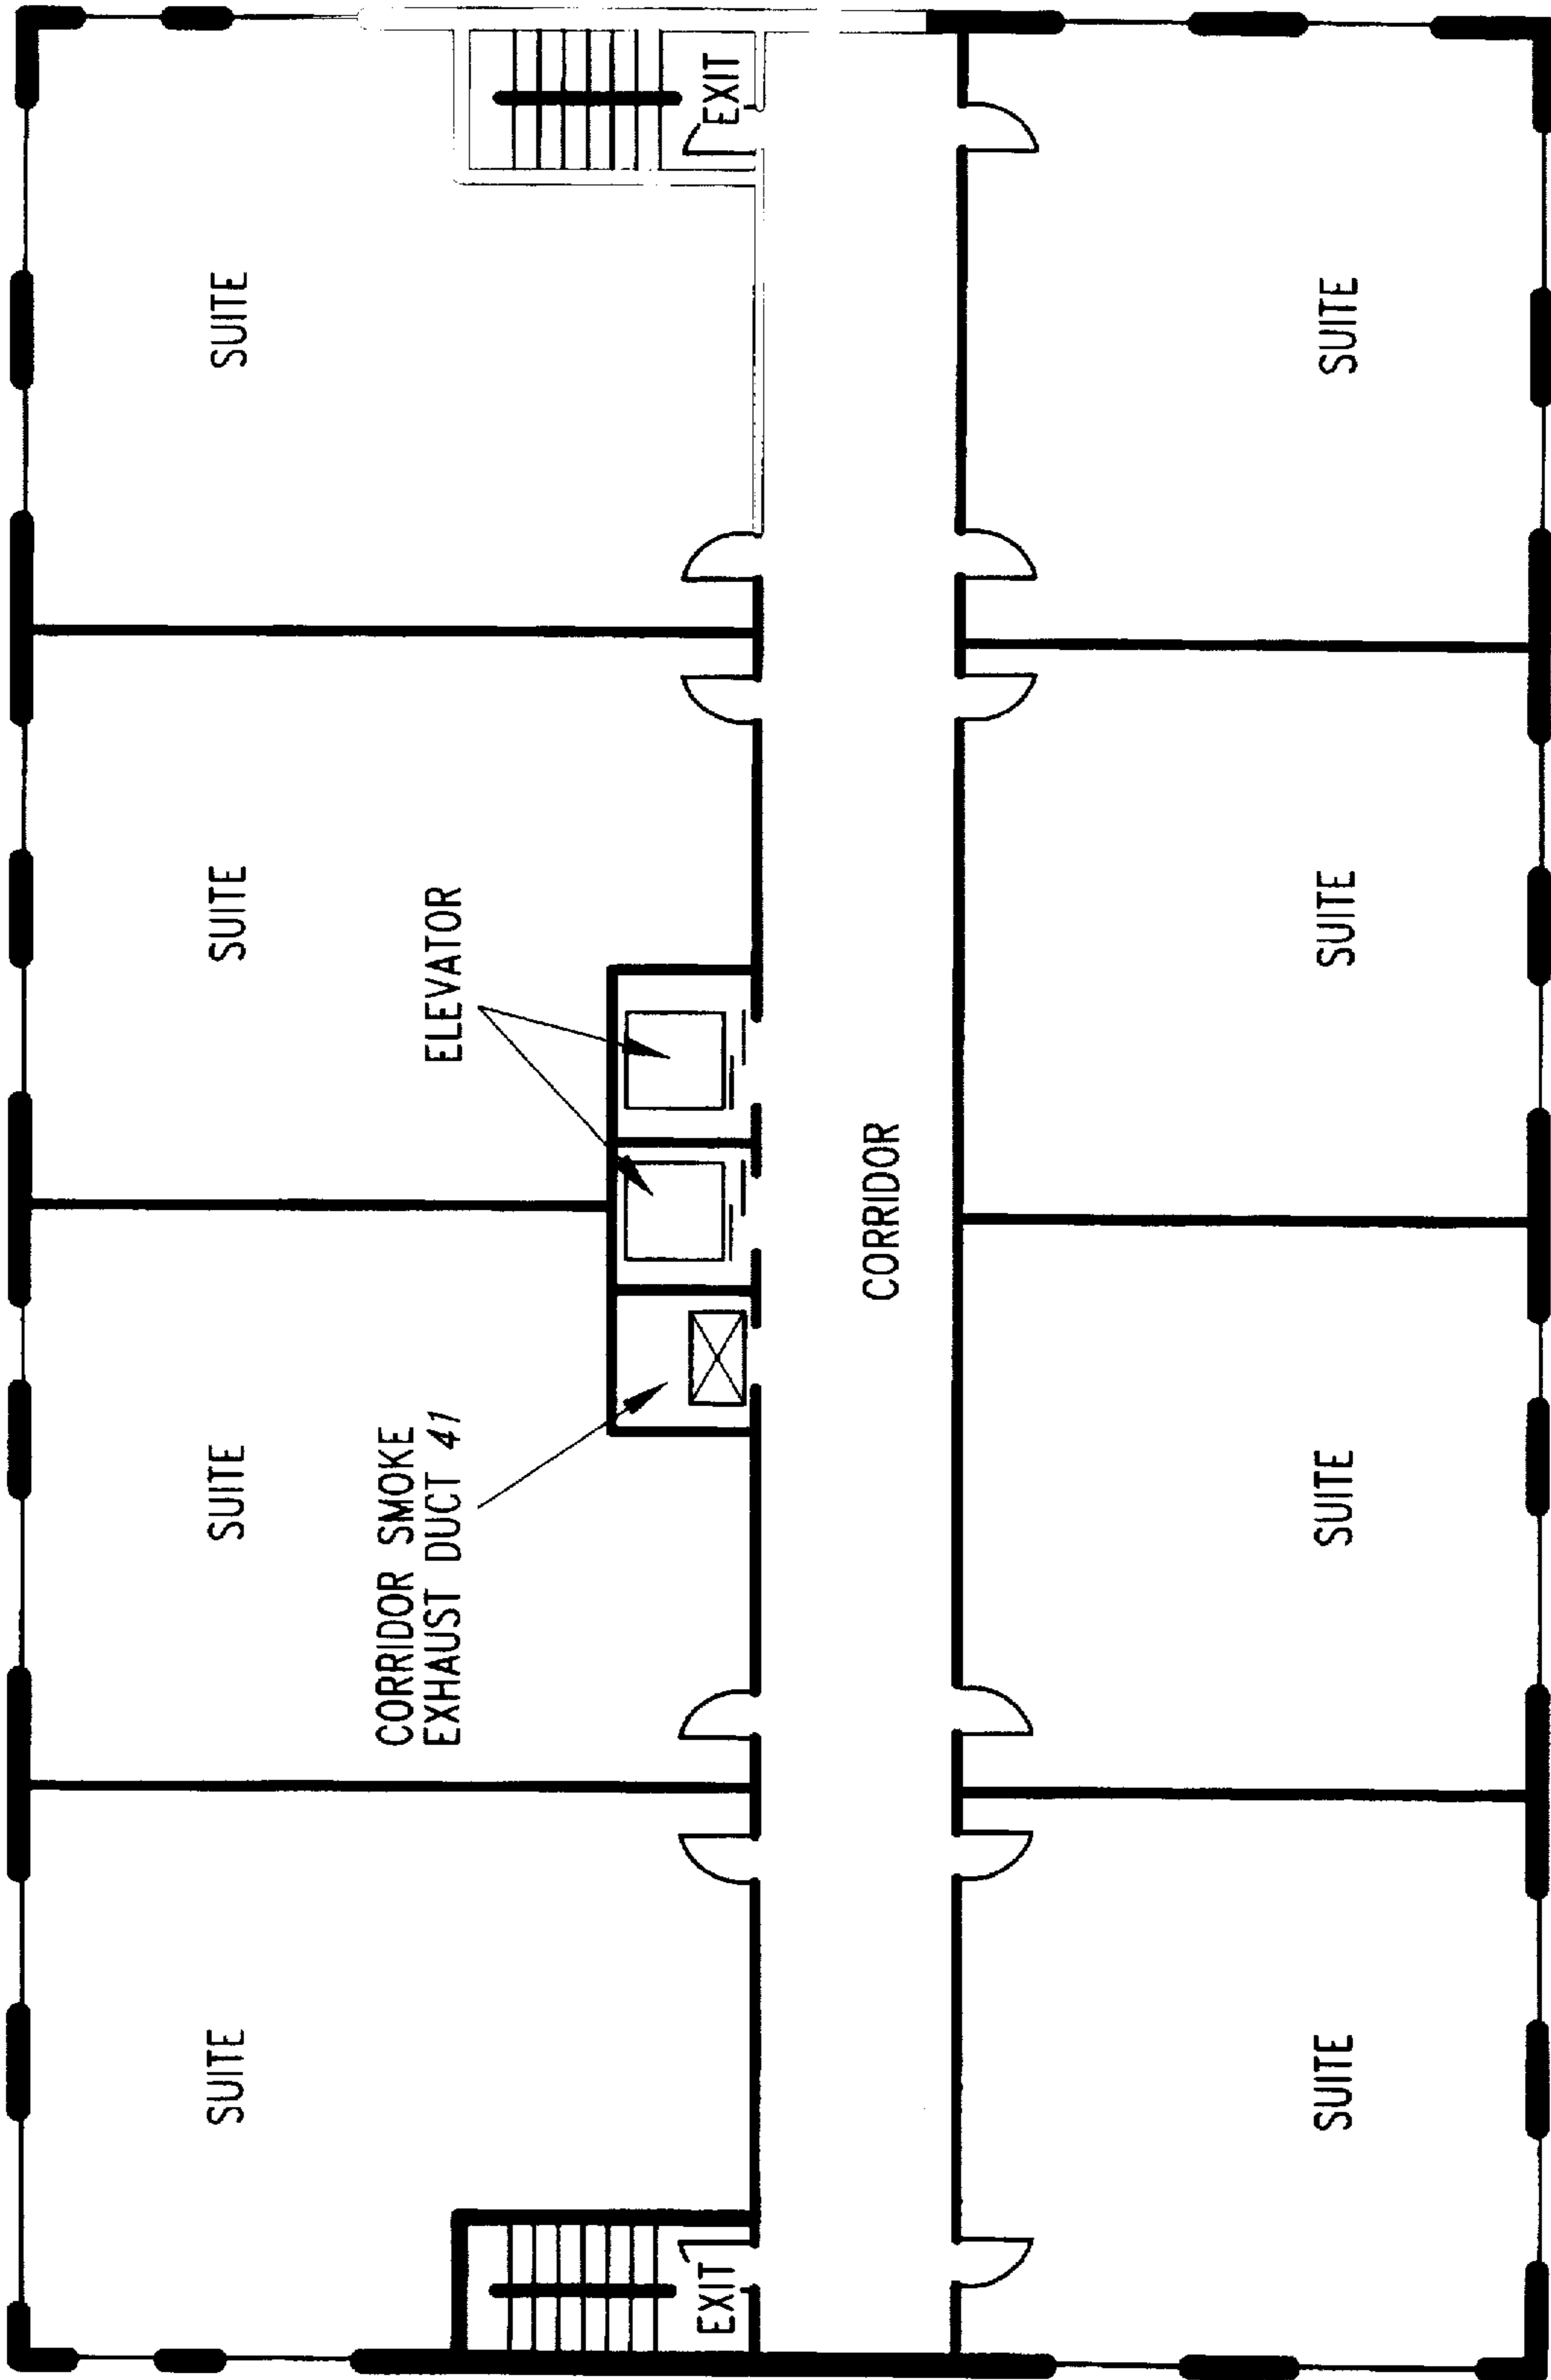 SUITE
SUITE
SUITE
SUITE
CORRIDOR SMOKE
EXHAUST DUCT 41
ELEVATOR
EXIT
EXIT
CORRIDOR
SUITE
SUITE
SUITE
SUITE